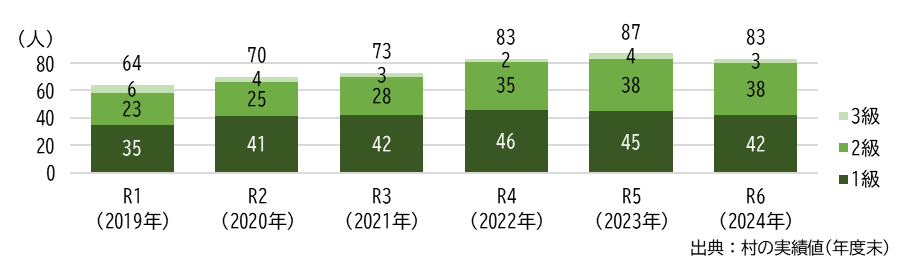 (人)
64 70 73 83 87 83
80
60
40
20
0
6 4 3 2 4 3
23 25 28 35 38 38
35 41 42 46 45 42
3級
2級
1級
R1 R2 R3 R4 R5 R6
(2019年) (2020年) (2021年) (2022年) (2023年) (2024年)
出典：村の実績値(年度末)